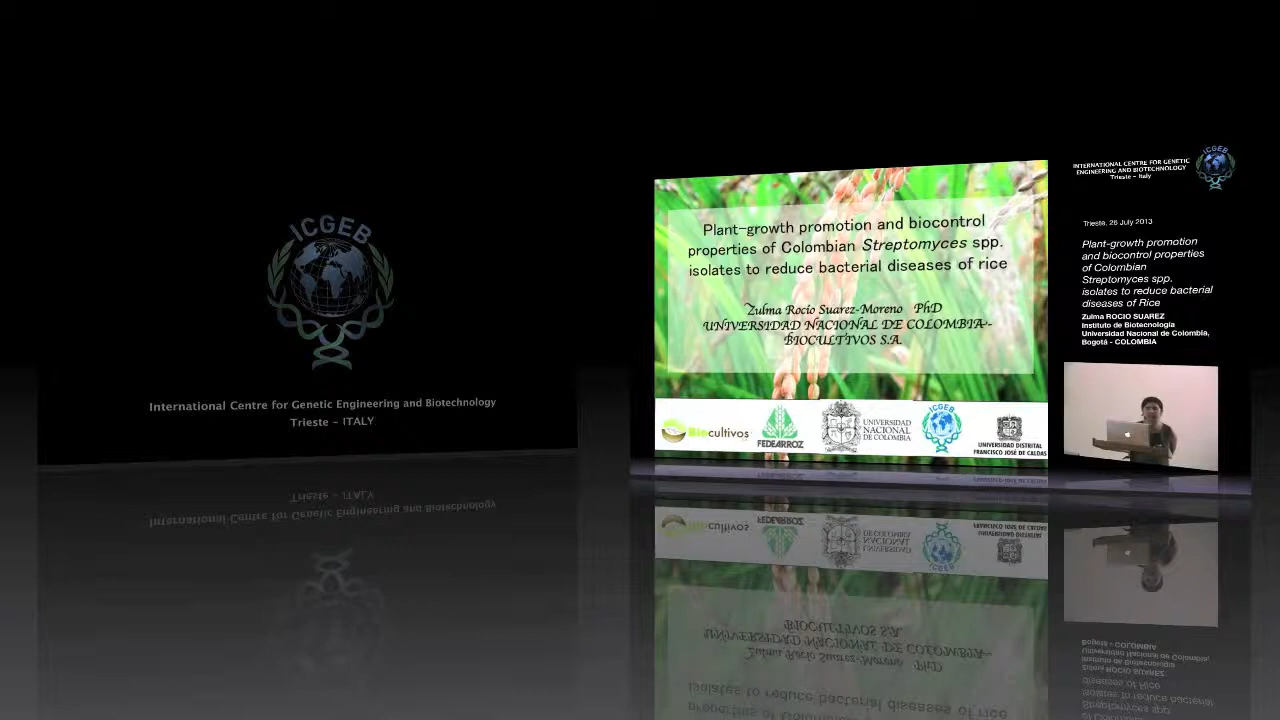 ICGEB
International Centre for Genetic Engineering and Biotechnology
Trieste - ITALY
Plant-growth promotion and biocontrol
properties of Colombian Streptomyces spp.
isolates to reduce bacterial diseases of rice
Zulma Rocío Suarez-Moreno PhD
UNIVERSIDAD NACIONAL DE COLOMBIA-
BIOCULTIVOS S.A.
Biocultivos
FEDEARROZ
UNIVERSIDAD
NACIONAL
DE COLOMBIA
ICGEB
UNIVERSIDAD DISTRITAL
FRANCISCO JOSÉ DE CALDAS
INTERNATIONAL CENTRE FOR GENETIC
ENGINEERING AND BIOTECHNOLOGY
Trieste - Italy
ICGEB
Trieste, 26 July 2013
Plant-growth promotion
and biocontrol properties
of Colombian
Streptomyces spp.
isolates to reduce bacterial
diseases of Rice
Zulma ROCIO SUAREZ
Instituto de Biotecnología
Universidad Nacional de Colombia,
Bogotá - COLOMBIA